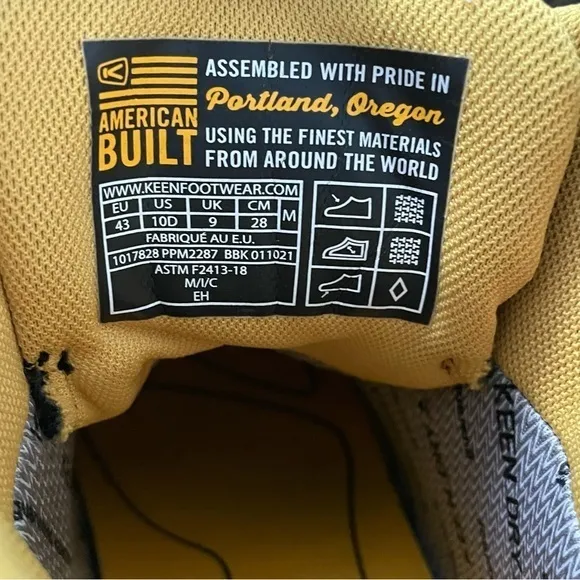 ASSEMBLED WITH PRIDE IN
Portland, Oregon
AMERICAN
BUILT
USING THE FINEST MATERIALS
FROM AROUND THE WORLD
WWW.KEENFOOTWEAR.COM
EU US UK CM M
43 10D 9 28
FABRIQUÉ AU E.U.
1017828 PPM2287 BBK 011021
ASTM F2413-18
M/I/C
EH
KEEN DRY